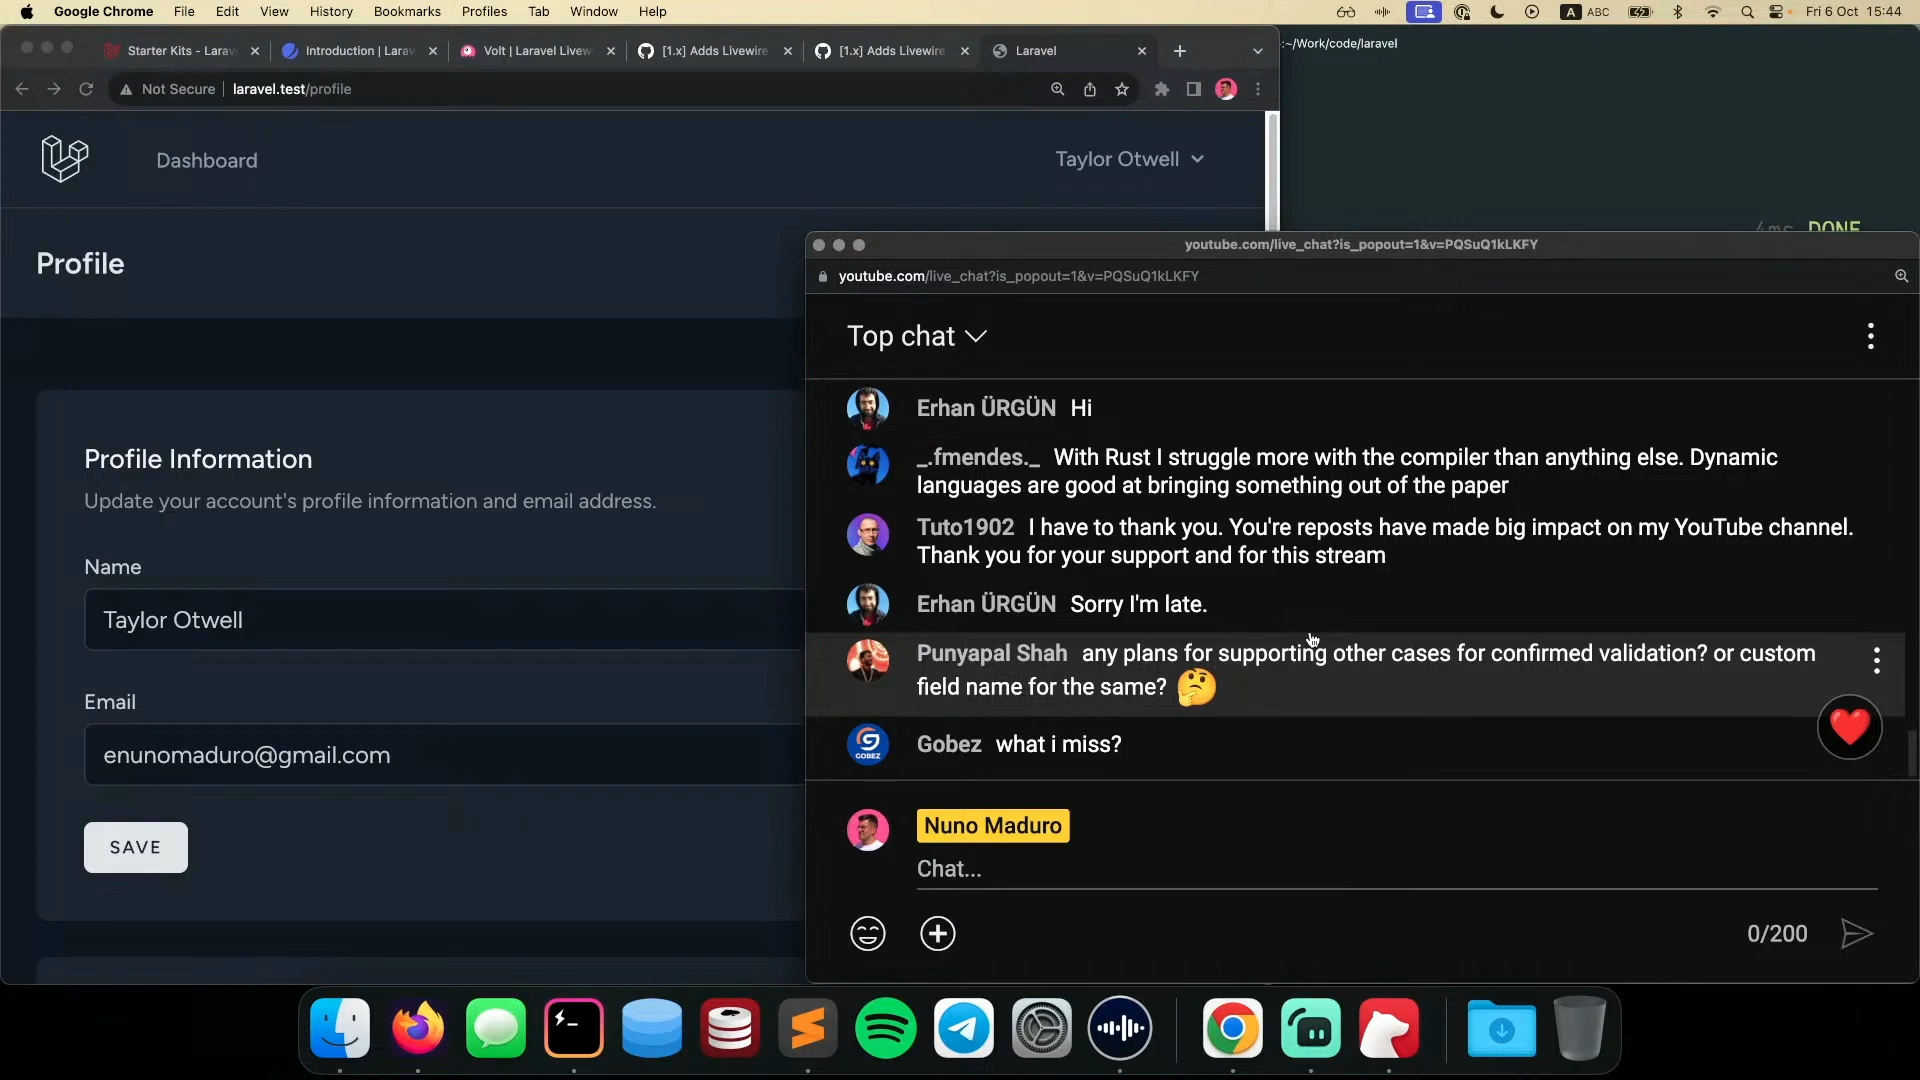 Google Chrome File Edit View History Bookmarks Profiles Tab Window Help
A ABC Fri 6 Oct 15:44
Starter Kits - Larav
Introduction | Larav
Volt | Laravel Livew
[1.x] Adds Livewire
[1.x] Adds Livewire
Laravel
:~/Work/code/laravel
Not Secure laravel.test/profile
Dashboard
Taylor Otwell
DONE
Profile
Profile Information
Update your account's profile information and email address.
Name
Taylor Otwell
Email
enunomaduro@gmail.com
SAVE
youtube.com/live_chat?is_popout=1&v=PQSuQ1kLKFY
youtube.com/live_chat?is_popout=1&v=PQSuQ1kLKFY
Top chat
Erhan ÜRGÜN Hi
_.fmendes._ With Rust I struggle more with the compiler than anything else. Dynamic
languages are good at bringing something out of the paper
Tuto1902 I have to thank you. You're reposts have made big impact on my YouTube channel.
Thank you for your support and for this stream
Erhan ÜRGÜN Sorry I'm late.
Punyapal Shah any plans for supporting other cases for confirmed validation? or custom
field name for the same? 🤔
GOBEZ
Gobez what i miss?
Nuno Maduro
Chat...
0/200